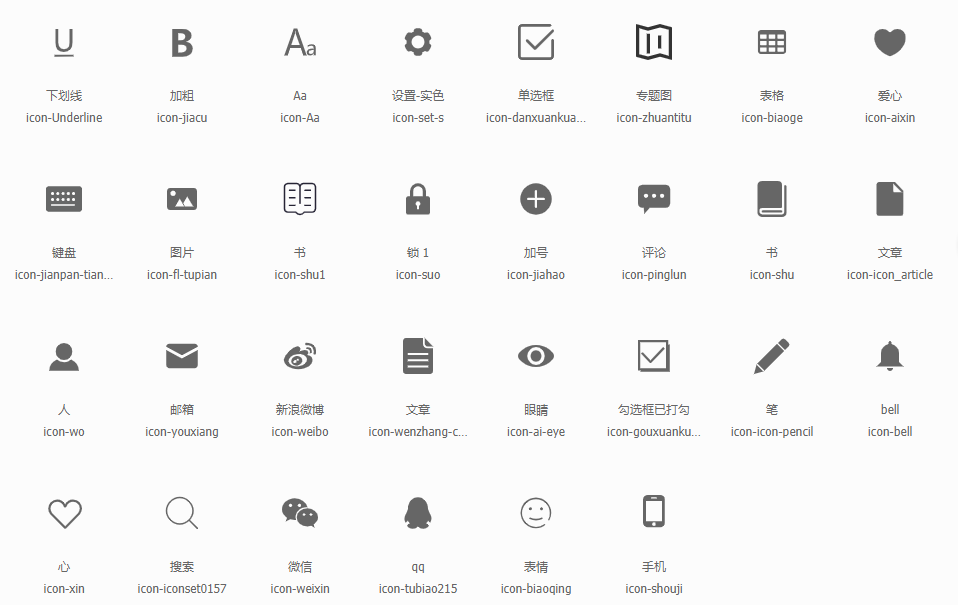 下划线 加粗 Aa 设置-实色 单选框 专题图 表格 爱心
icon-Underline icon-jiacu icon-Aa icon-set-s icon-danxuankua... icon-zhuantitu icon-biaoge icon-aixin
键盘 图片 书 锁 1 加号 评论 书 文章
icon-jianpan-tian... icon-fl-tupian icon-shu1 icon-suo icon-jiahao icon-pinglun icon-shu icon-icon_article
人 邮箱 新浪微博 文章 眼睛 勾选框已打勾 笔 bell
icon-wo icon-youxiang icon-weibo icon-wenzhang-c... icon-ai-eye icon-gouxuanku... icon-icon-pencil icon-bell
心 搜索 微信 qq 表情 手机
icon-xin icon-iconset0157 icon-weixin icon-tubiao215 icon-biaoqing icon-shouji